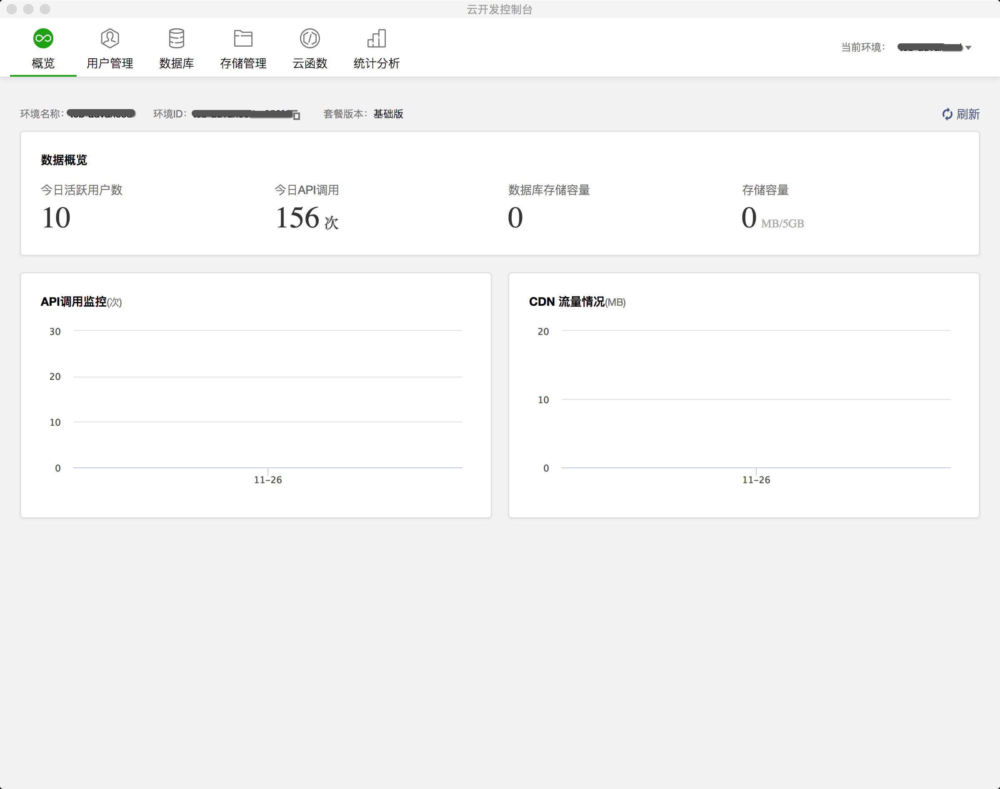 云开发控制台
概览 用户管理 数据库 存储管理 云函数 统计分析
当前环境：
环境名称： 环境ID： 套餐版本： 基础版 刷新
数据概览
今日活跃用户数 今日API调用 数据库存储容量 存储容量
10 156 次 0 0 MB/5GB
API调用监控(次)
30
20
10
0
11-26
CDN 流量情况(MB)
20
10
0
11-26